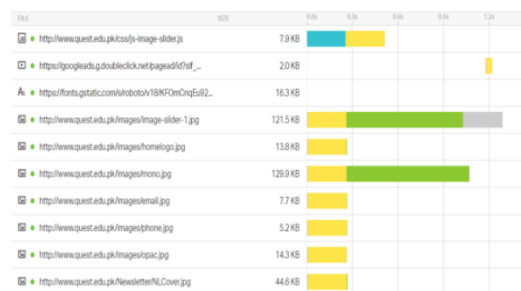 FILE SIZE 0.0s 0.3s 0.6s 0.9s 1.2s
http://www.quest.edu.pk/css/js-image-slider.js 7.9 KB
https://googleads.g.doubleclick.net/pagead/id?slf_... 2.0 KB
https://fonts.gstatic.com/s/roboto/v18/KFOmCnqEu92... 16.3 KB
http://www.quest.edu.pk/images/image-slider-1.jpg 121.5 KB
http://www.quest.edu.pk/images/homelogo.jpg 13.8 KB
http://www.quest.edu.pk/images/mono.jpg 129.9 KB
http://www.quest.edu.pk/images/email.jpg 7.7 KB
http://www.quest.edu.pk/images/phone.jpg 5.2 KB
http://www.quest.edu.pk/images/opac.jpg 14.3 KB
http://www.quest.edu.pk/Newsletter/NLCover.jpg 44.6 KB